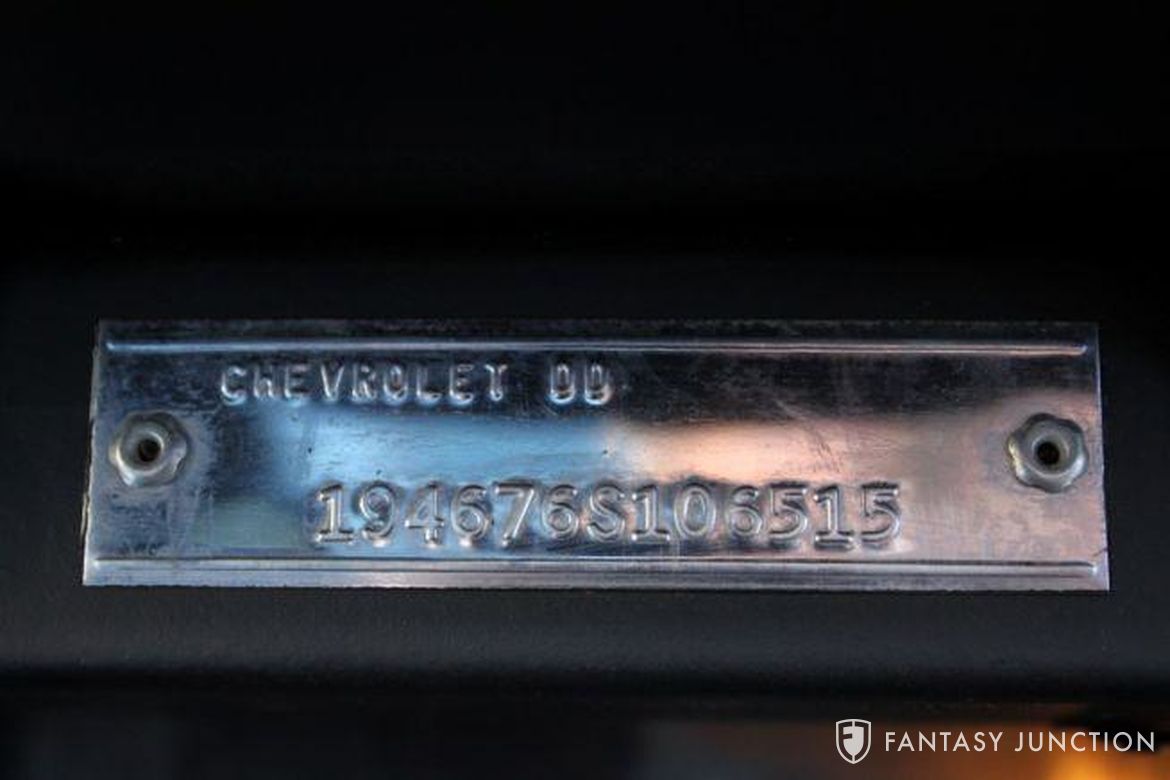 CHEVROLET DD
194676S106515
FANTASY JUNCTION